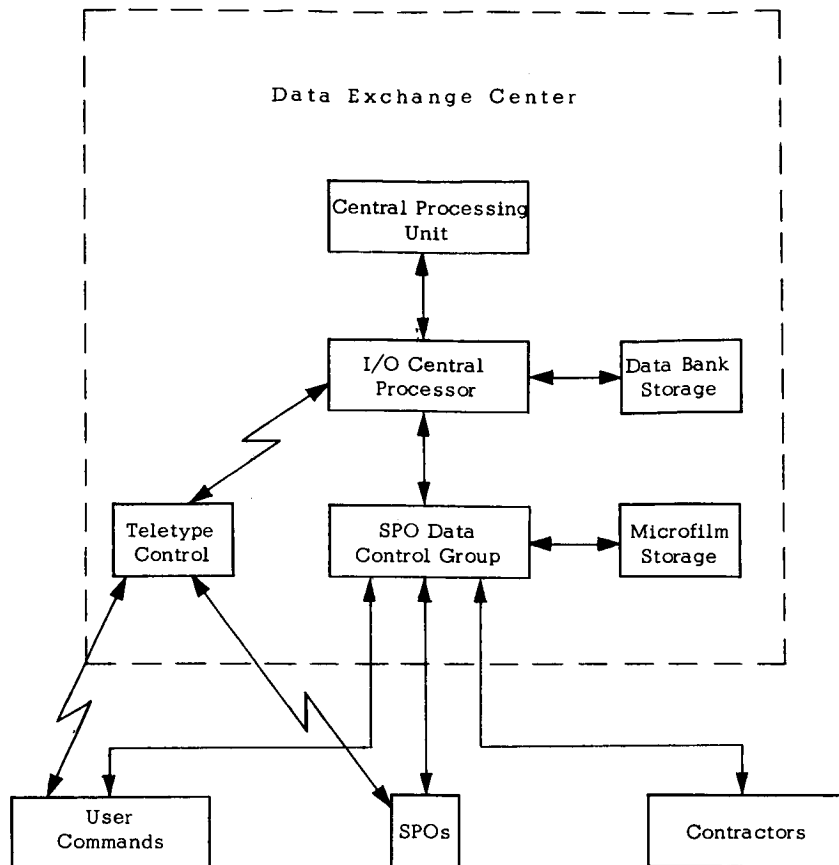 Data Exchange Center
Central Processing
Unit
I/O Central
Processor
Data Bank
Storage
Teletype
Control
SPO Data
Control Group
Microfilm
Storage
User
Commands
SPOs
Contractors